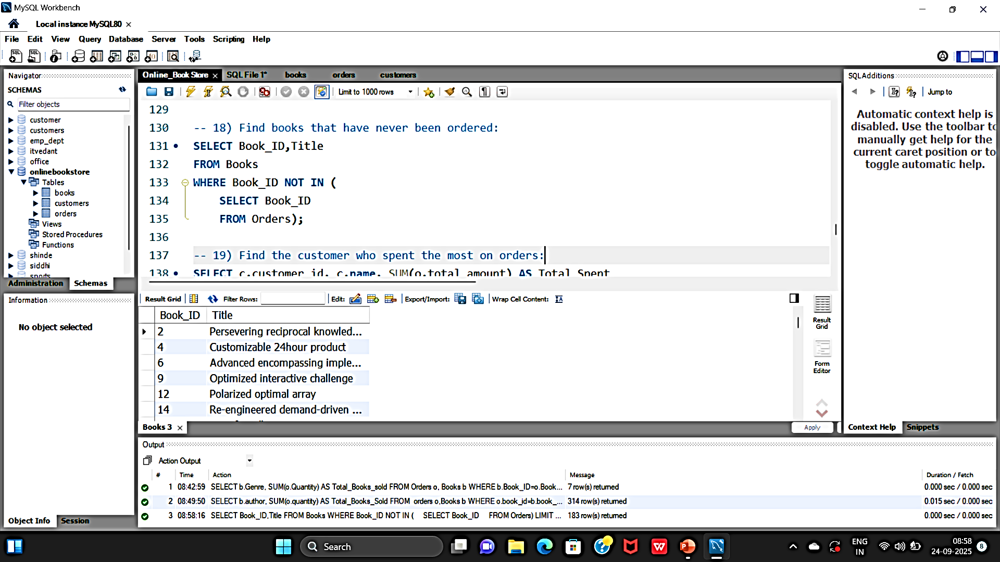 MySQL Workbench
Local instance MySQL80
File Edit View Query Database Server Tools Scripting Help
Navigator
SCHEMAS
Filter objects
customer
customers
emp_dept
itvedant
office
onlinebookstore
Tables
books
customers
orders
Views
Stored Procedures
Functions
shinde
siddhi
sports
Administration Schemas
Information
No object selected
Object Info Session
Online_Book Store SQL File 1* books orders customers
Limit to 1000 rows
129
130 -- 18) Find books that have never been ordered:
131 SELECT Book_ID,Title
132 FROM Books
133 WHERE Book_ID NOT IN (
134 SELECT Book_ID
135 FROM Orders);
136
137 -- 19) Find the customer who spent the most on orders:
138 SELECT c.customer_id, c.name, SUM(o.total_amount) AS Total_Spent
Result Grid Filter Rows: Edit: Export/Import: Wrap Cell Content:
Book_ID Title
2 Persevering reciprocal knowled...
4 Customizable 24hour product
6 Advanced encompassing imple...
9 Optimized interactive challenge
12 Polarized optimal array
14 Re-engineered demand-driven ...
Result Grid
Form Editor
Books 3
Apply
SQLAdditions
Jump to
Automatic context help is
disabled. Use the toolbar to
manually get help for the
current caret position or to
toggle automatic help.
Context Help Snippets
Output
Action Output
# Time Action Message Duration / Fetch
1 08:42:59 SELECT b.Genre, SUM(o.Quantity) AS Total_Books_sold FROM Orders o, Books b WHERE b.Book_ID=o.Book... 7 row(s) returned 0.000 sec / 0.000 sec
2 08:49:50 SELECT b.author, SUM(o.quantity) AS Total_Books_Sold FROM orders o,Books b WHERE o.book_id=b.book_... 314 row(s) returned 0.015 sec / 0.000 sec
3 08:58:16 SELECT Book_ID,Title FROM Books WHERE Book_ID NOT IN ( SELECT Book_ID FROM Orders) LIMIT ... 183 row(s) returned 0.000 sec / 0.000 sec
Search
ENG
IN
08:58
24-09-2025
8